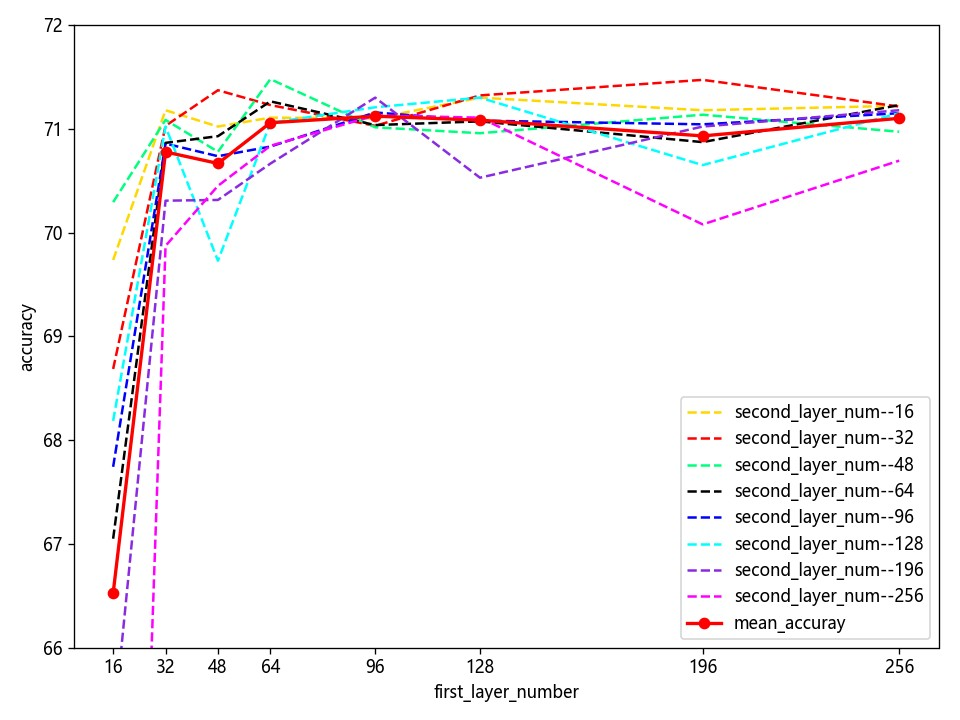 72
71
70
69
68
67
66
accuracy
16 32 48 64 96 128 196 256
first_layer_number
second_layer_num--16
second_layer_num--32
second_layer_num--48
second_layer_num--64
second_layer_num--96
second_layer_num--128
second_layer_num--196
second_layer_num--256
mean_accuray